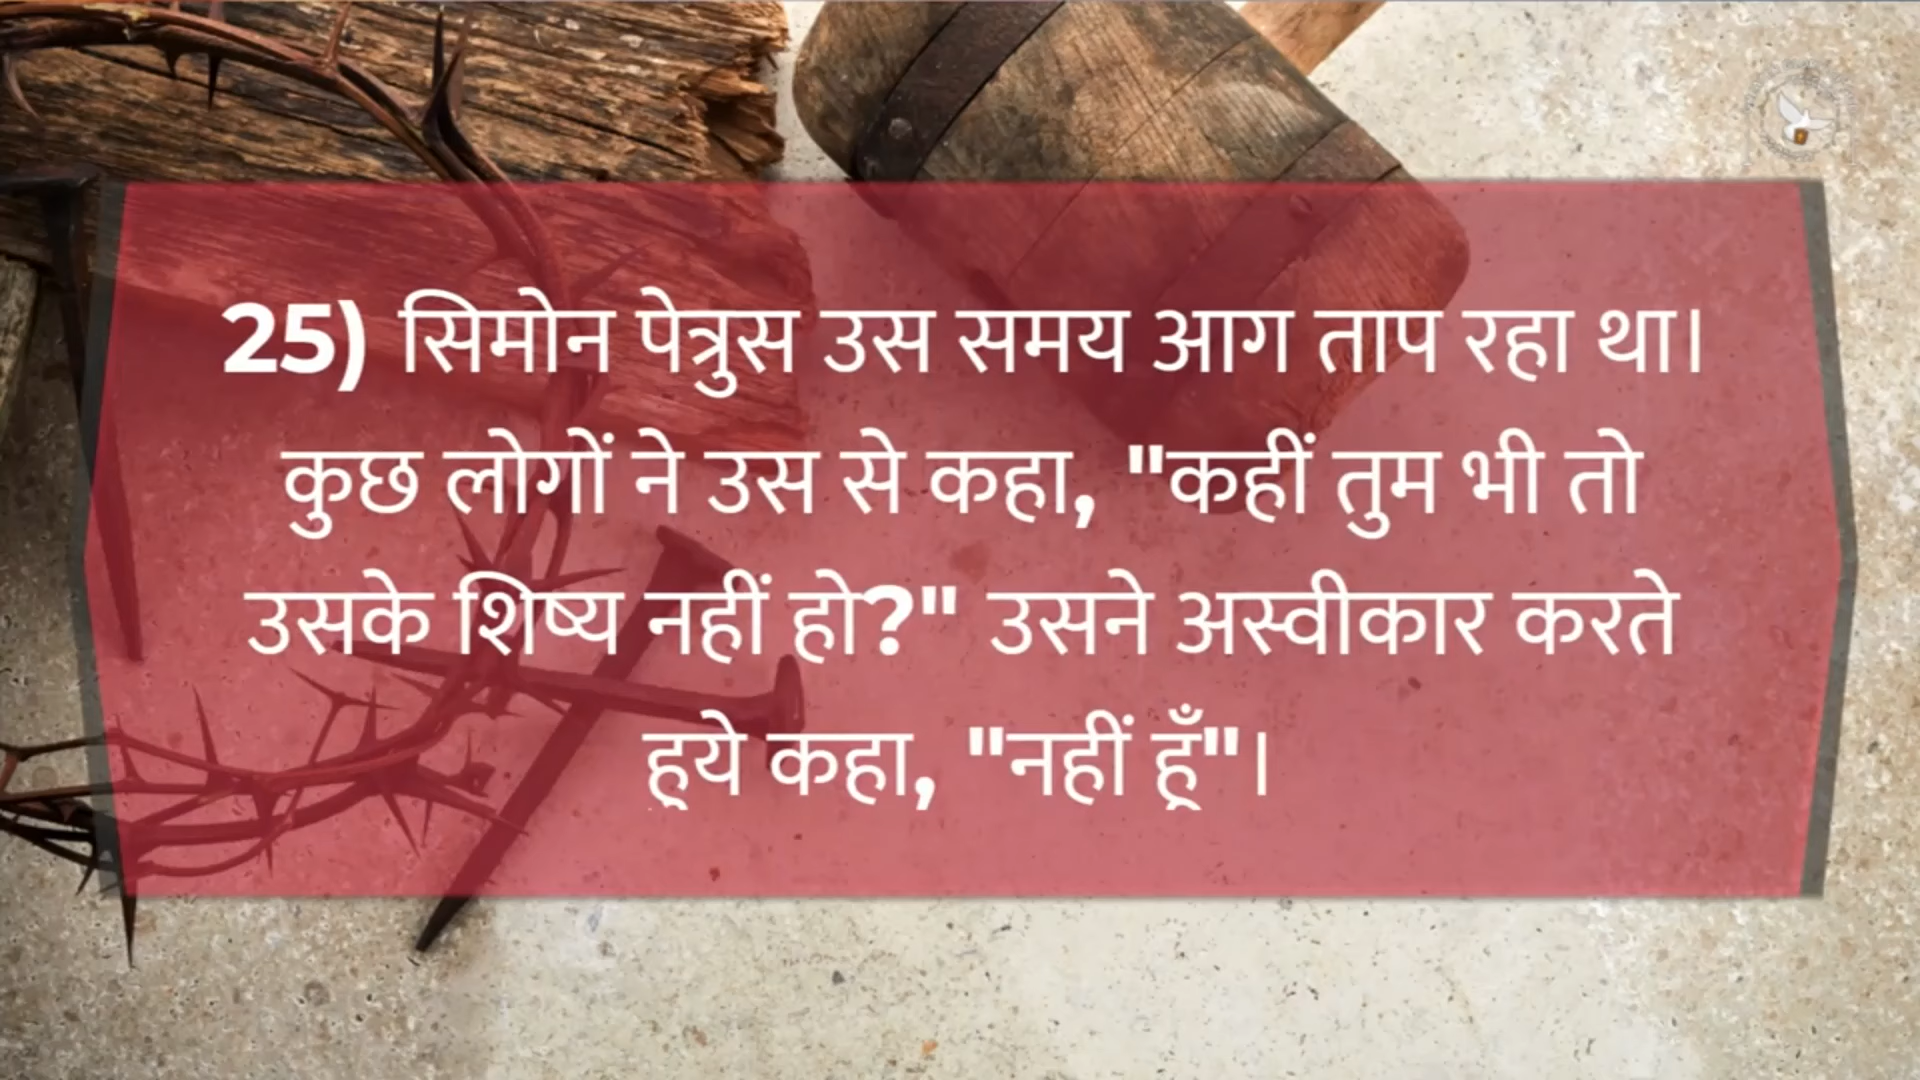 25) सिमोन पेत्रुस उस समय आग ताप रहा था।
कुछ लोगों ने उस से कहा, "कहीं तुम भी तो
उसके शिष्य नहीं हो?" उसने अस्वीकार करते
हुये कहा, "नहीं हूँ"।